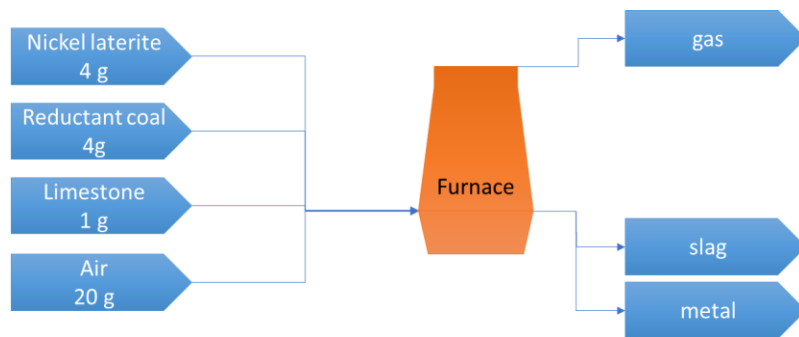 Nickel laterite
4 g
Reductant coal
4g
Limestone
1 g
Air
20 g
Furnace
gas
slag
metal